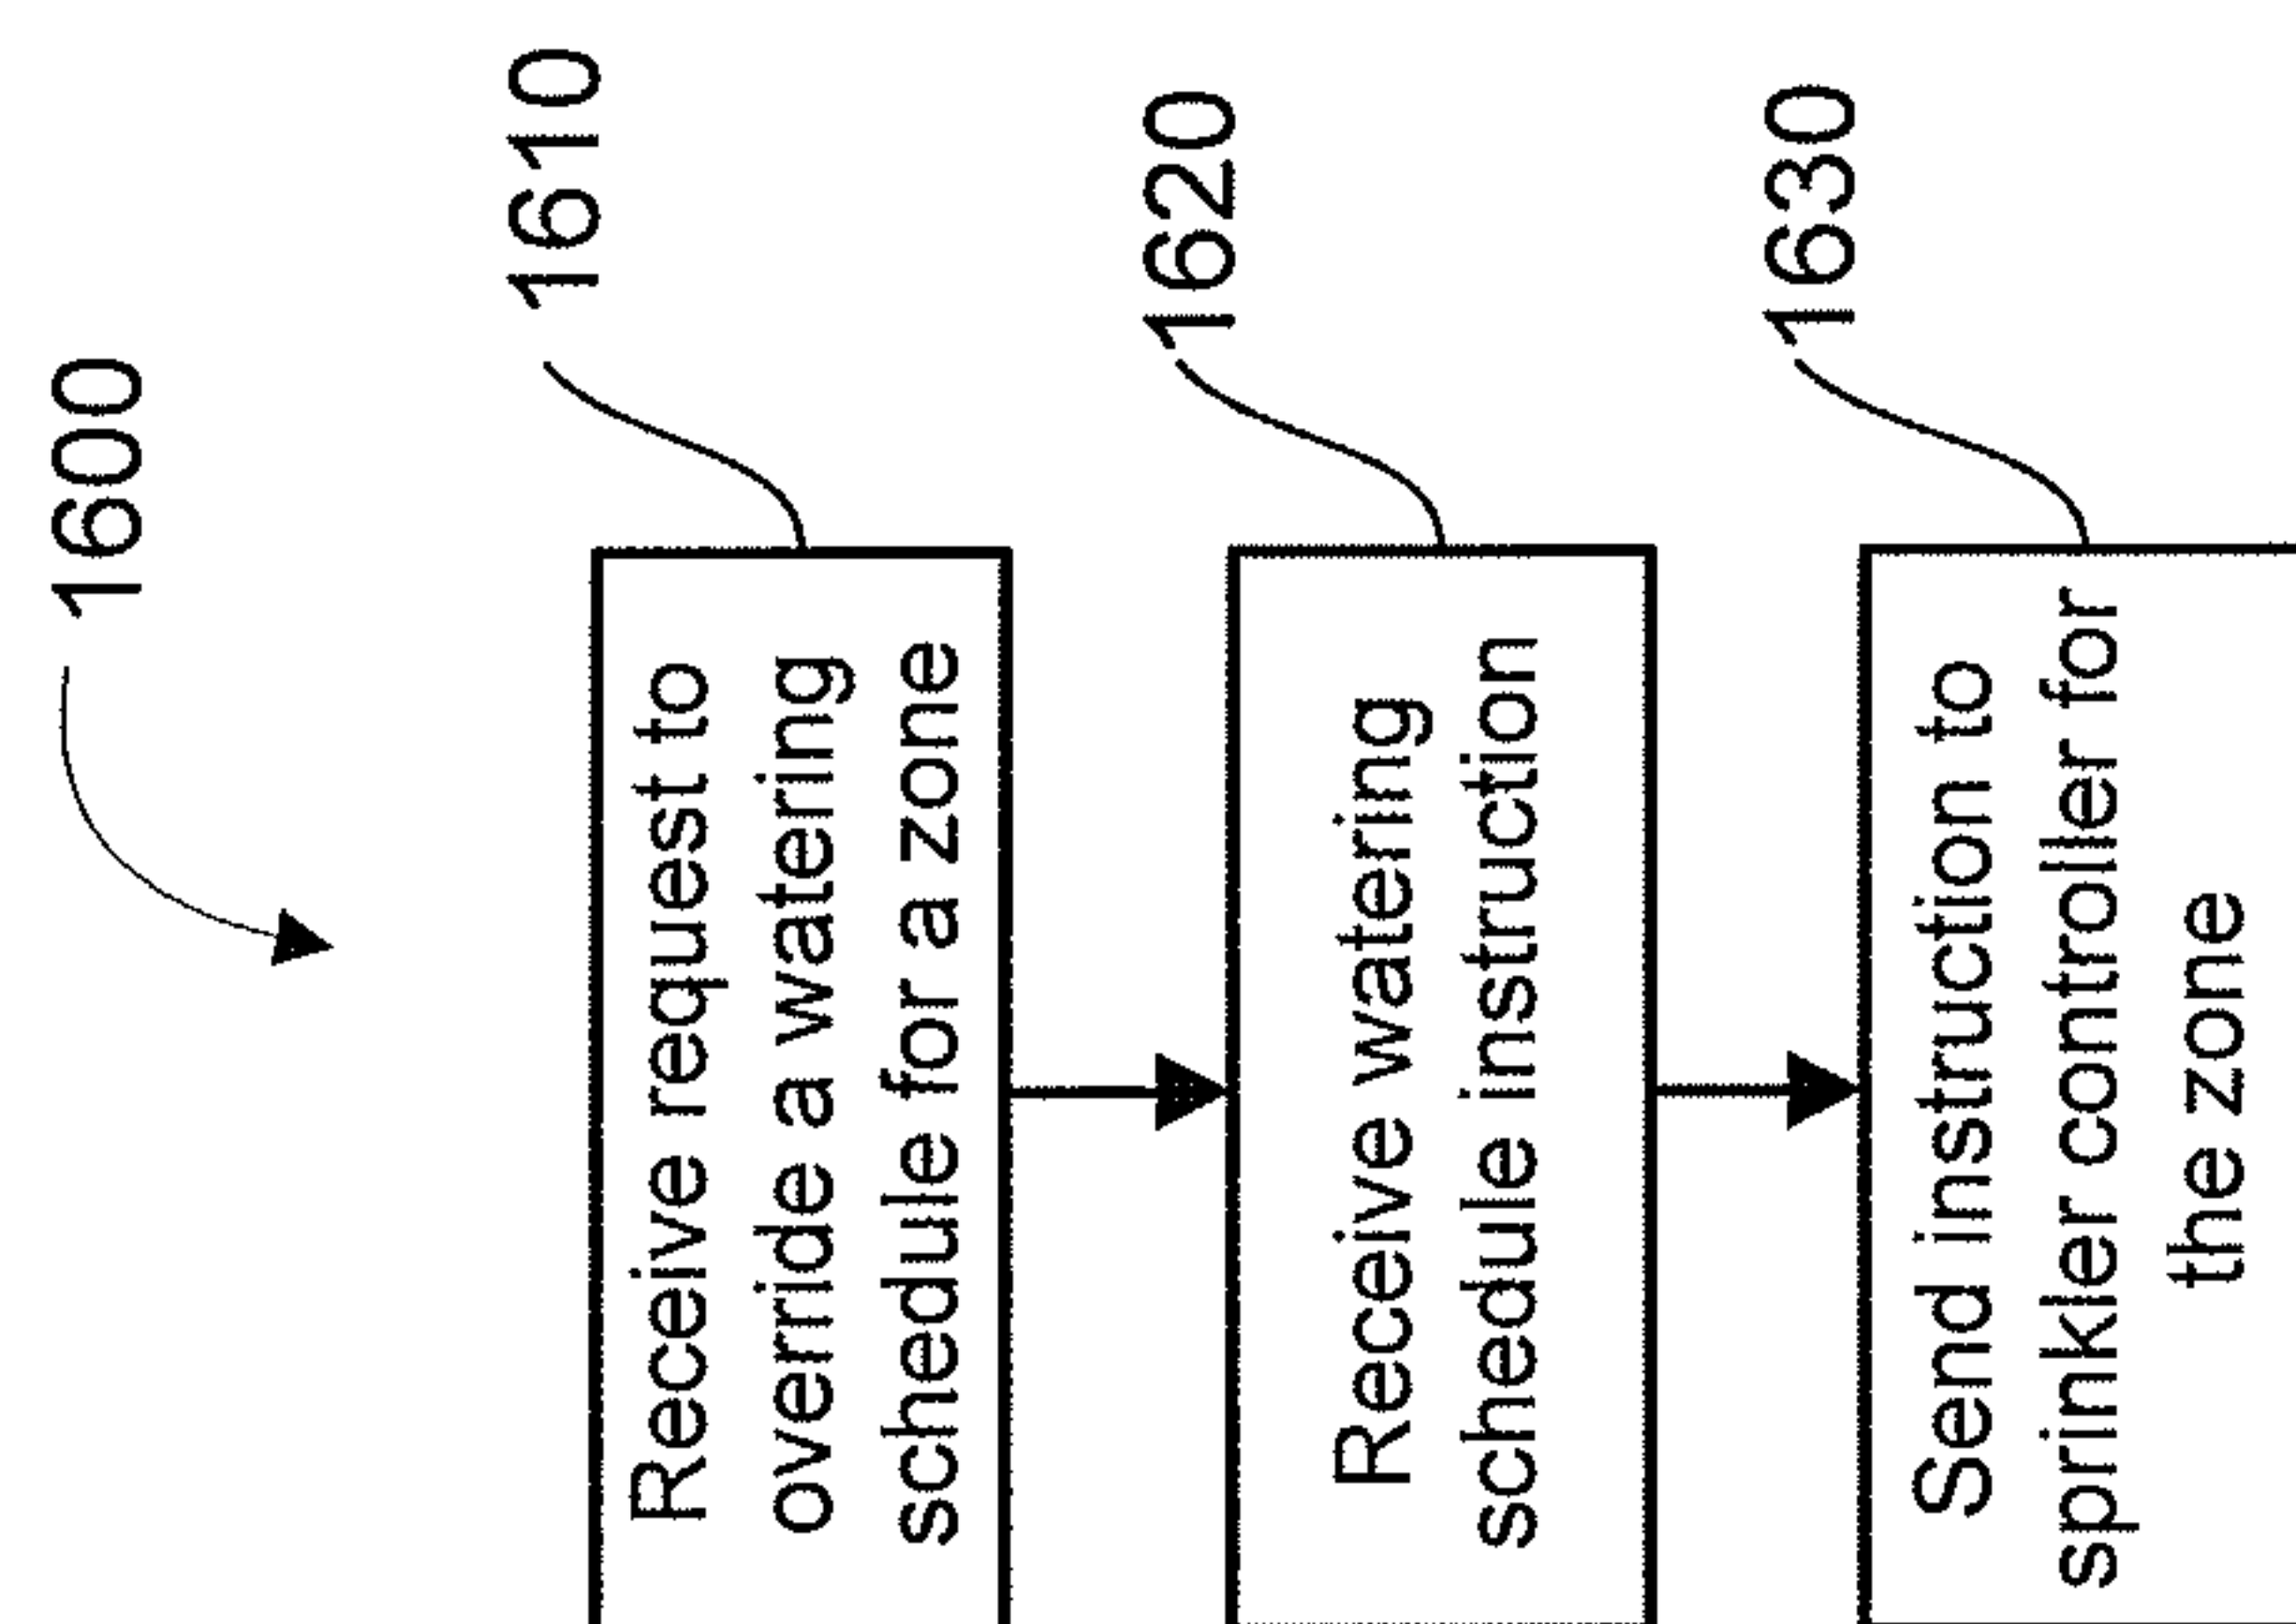 1600
1610
Receive request to
override a watering
schedule for a zone
1620
Receive watering
schedule instruction
1630
Send instruction to
sprinkler controller for
the zone